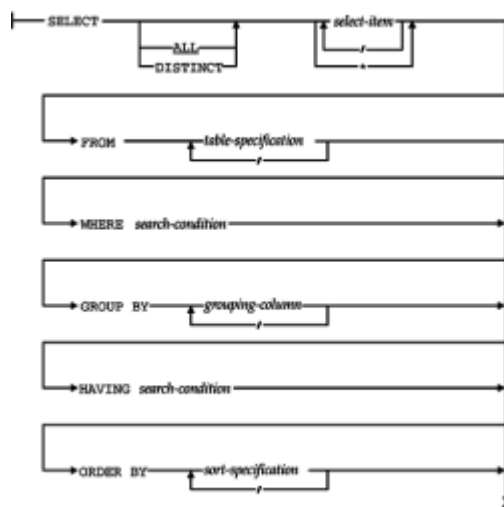 SELECT select-item
ALL ,
DISTINCT *
FROM table-specification
,
WHERE search-condition
GROUP BY grouping-column
,
HAVING search-condition
ORDER BY sort-specification
,